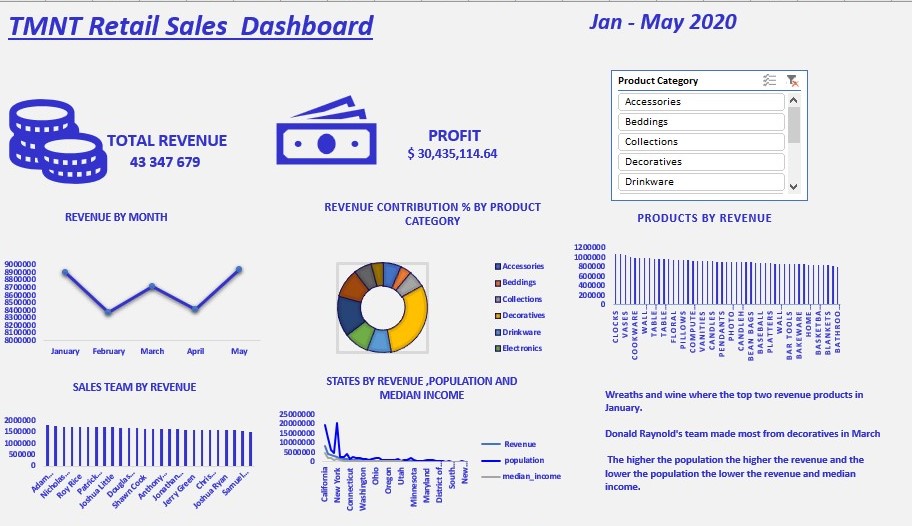 TMNT Retail Sales Dashboard
Jan - May 2020
TOTAL REVENUE
43 347 679
PROFIT
$ 30,435,114.64
Product Category
Accessories
Beddings
Collections
Decoratives
Drinkware
REVENUE BY MONTH
9000000
8900000
8800000
8700000
8600000
8500000
8400000
8300000
8200000
8100000
8000000
January February March April May
REVENUE CONTRIBUTION % BY PRODUCT
CATEGORY
Accessories
Beddings
Collections
Decoratives
Drinkware
Electronics
PRODUCTS BY REVENUE
1200000
1000000
800000
600000
400000
200000
0
CLOCKS
VASES
COOKWARE
WALL...
TABLE...
TABLE...
FLORAL
PILLOWS
COMPUTE...
VANITIES
CANDLES
PENDANTS
PHOTO...
CANDLEH...
BEAN BAGS
BASEBALL
PLATTERS
WALL...
BAR TOOLS
BAKEWARE
HOME...
BASKETBA...
BLANKETS
BATHROO...
SALES TEAM BY REVENUE
2000000
1500000
1000000
500000
0
Adam...
Nicholas...
Roy Rice
Patrick...
Joshua Little
Douglas...
Shawn Cook
Anthony...
Jonathan...
Jerry Green
Chris...
Joshua Ryan
Samuel...
STATES BY REVENUE ,POPULATION AND
MEDIAN INCOME
25000000
20000000
15000000
10000000
5000000
0
California
New York
Connecticut
Washington
Ohio
Oregon
Utah
Minnesota
Maryland
District of...
South...
New...
Revenue
population
median_income
Wreaths and wine where the top two revenue products in
January.
Donald Raynold's team made most from decoratives in March
The higher the population the higher the revenue and the
lower the population the lower the revenue and median
income.